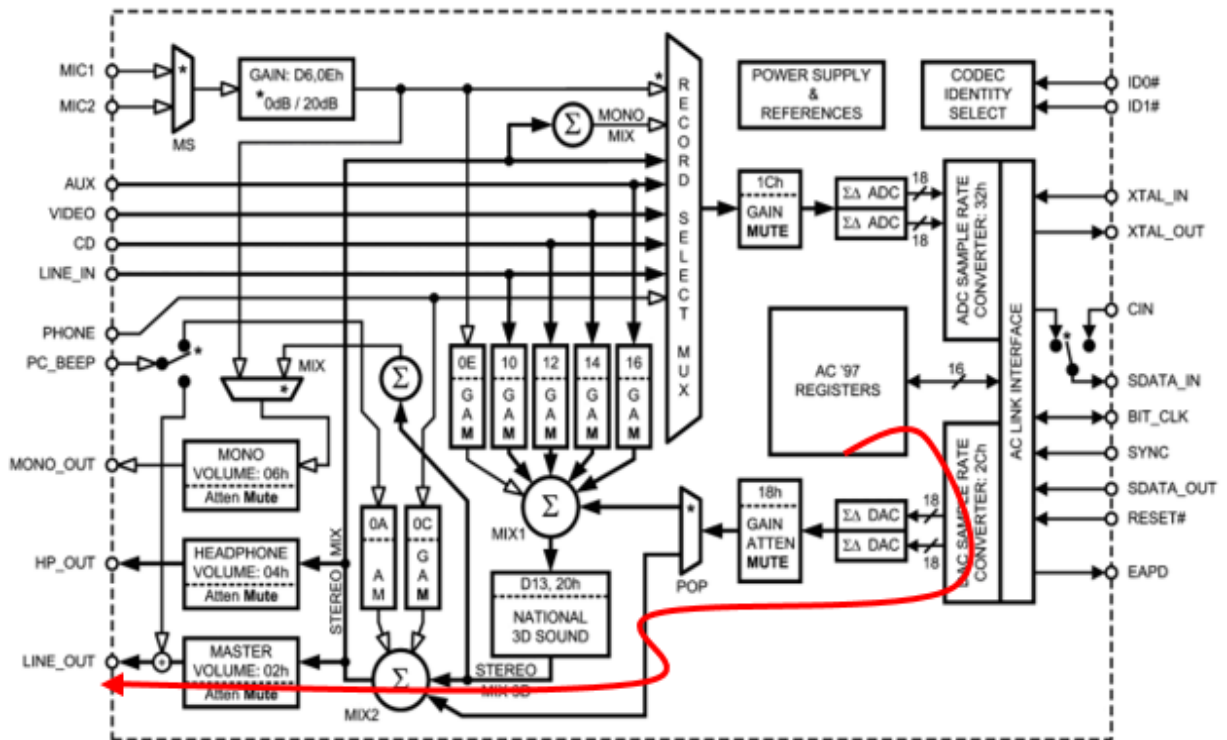 MIC1
MIC2
MS
*
GAIN: D6,0Eh
*0dB / 20dB
Σ
MONO
MIX
*
RECORD SELECT MUX
POWER SUPPLY
&
REFERENCES
CODEC
IDENTITY
SELECT
ID0#
ID1#
AUX
VIDEO
CD
LINE_IN
PHONE
PC_BEEP
*
1Ch
GAIN
MUTE
ΣΔ ADC
ΣΔ ADC
18
18
ADC SAMPLE RATE
CONVERTER: 32h
AC LINK INTERFACE
XTAL_IN
XTAL_OUT
CIN
*
SDATA_IN
BIT_CLK
SYNC
SDATA_OUT
RESET#
EAPD
AC '97
REGISTERS
16
MIX
*
Σ
0E
GAM
10
GAM
12
GAM
14
GAM
16
GAM
MONO_OUT
MONO
VOLUME: 06h
Atten Mute
HP_OUT
HEADPHONE
VOLUME: 04h
Atten Mute
LINE_OUT
+
MASTER
VOLUME: 02h
Atten Mute
STEREO MIX
0A
AM
0C
GAM
Σ
MIX1
D13, 20h
NATIONAL
3D SOUND
STEREO
MIX 3D
Σ
MIX2
*
POP
18h
GAIN
ATTEN
MUTE
ΣΔ DAC
ΣΔ DAC
18
18
DAC SAMPLE RATE
CONVERTER: 2Ch